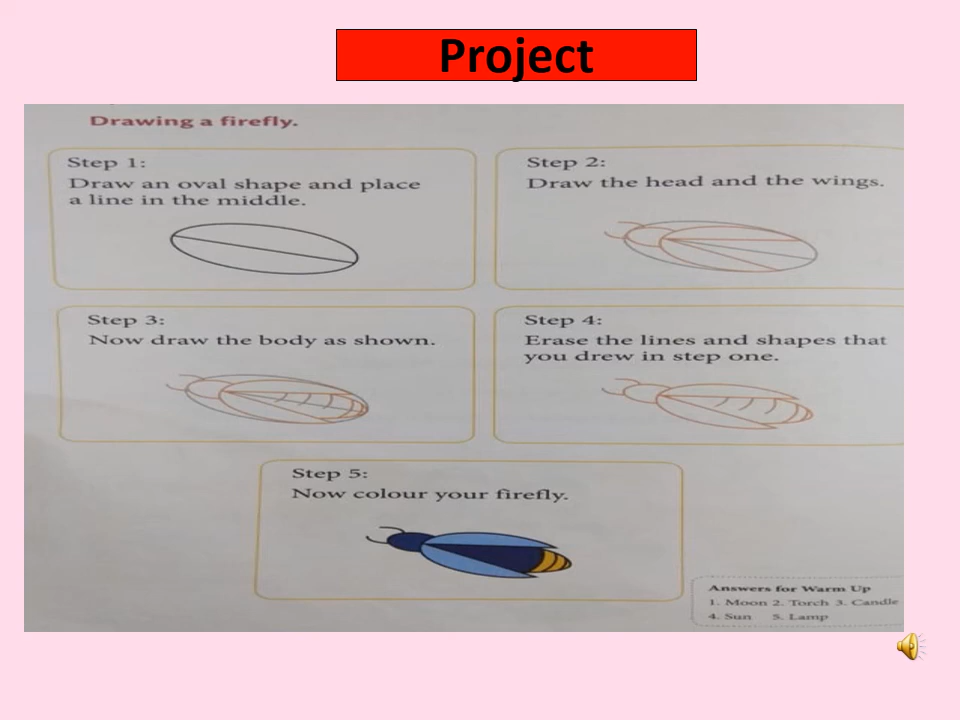 Project
Drawing a firefly.
Step 1:
Draw an oval shape and place
a line in the middle.
Step 2:
Draw the head and the wings.
Step 3:
Now draw the body as shown.
Step 4:
Erase the lines and shapes that
you drew in step one.
Step 5:
Now colour your firefly.
Answers for Warm Up
1. Moon 2. Torch 3. Candle
4. Sun 5. Lamp